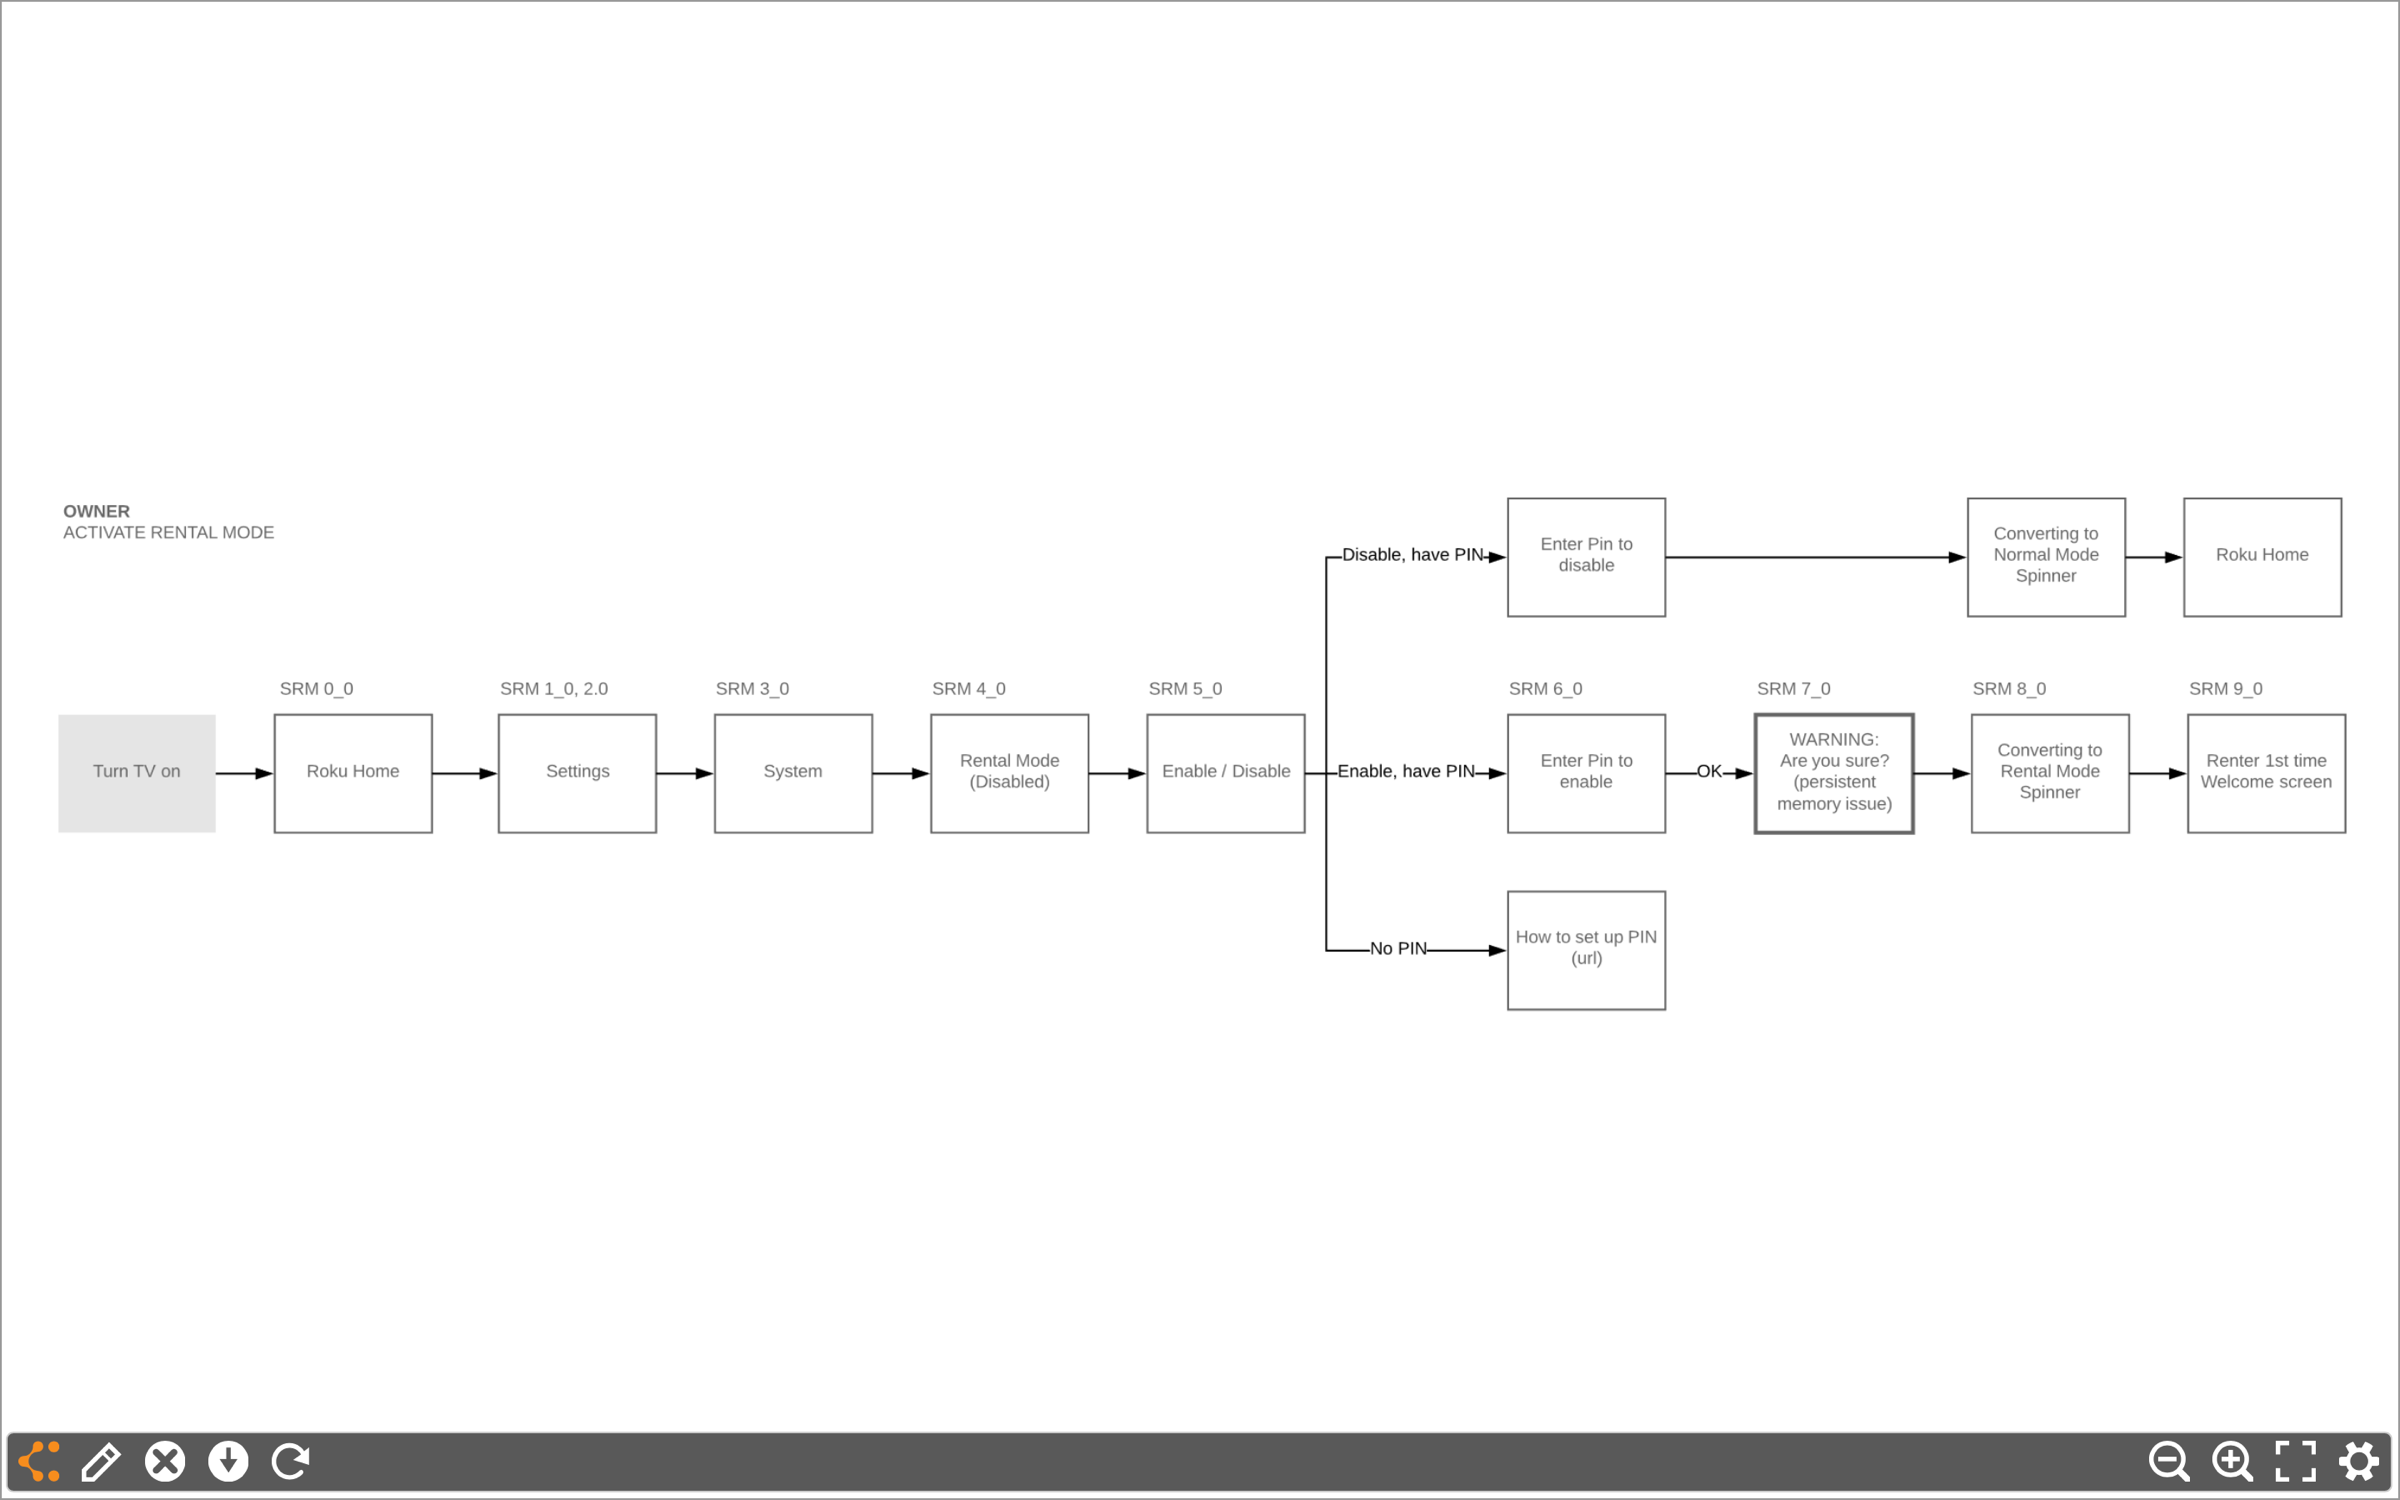 OWNER
ACTIVATE RENTAL MODE
Disable, have PIN
Enter Pin to
disable
Converting to
Normal Mode
Spinner
Roku Home
SRM 0_0
SRM 1_0, 2.0
SRM 3_0
SRM 4_0
SRM 5_0
SRM 6_0
SRM 7_0
SRM 8_0
SRM 9_0
Turn TV on
Roku Home
Settings
System
Rental Mode
(Disabled)
Enable / Disable
Enable, have PIN
Enter Pin to
enable
OK
WARNING:
Are you sure?
(persistent
memory issue)
Converting to
Rental Mode
Spinner
Renter 1st time
Welcome screen
No PIN
How to set up PIN
(url)